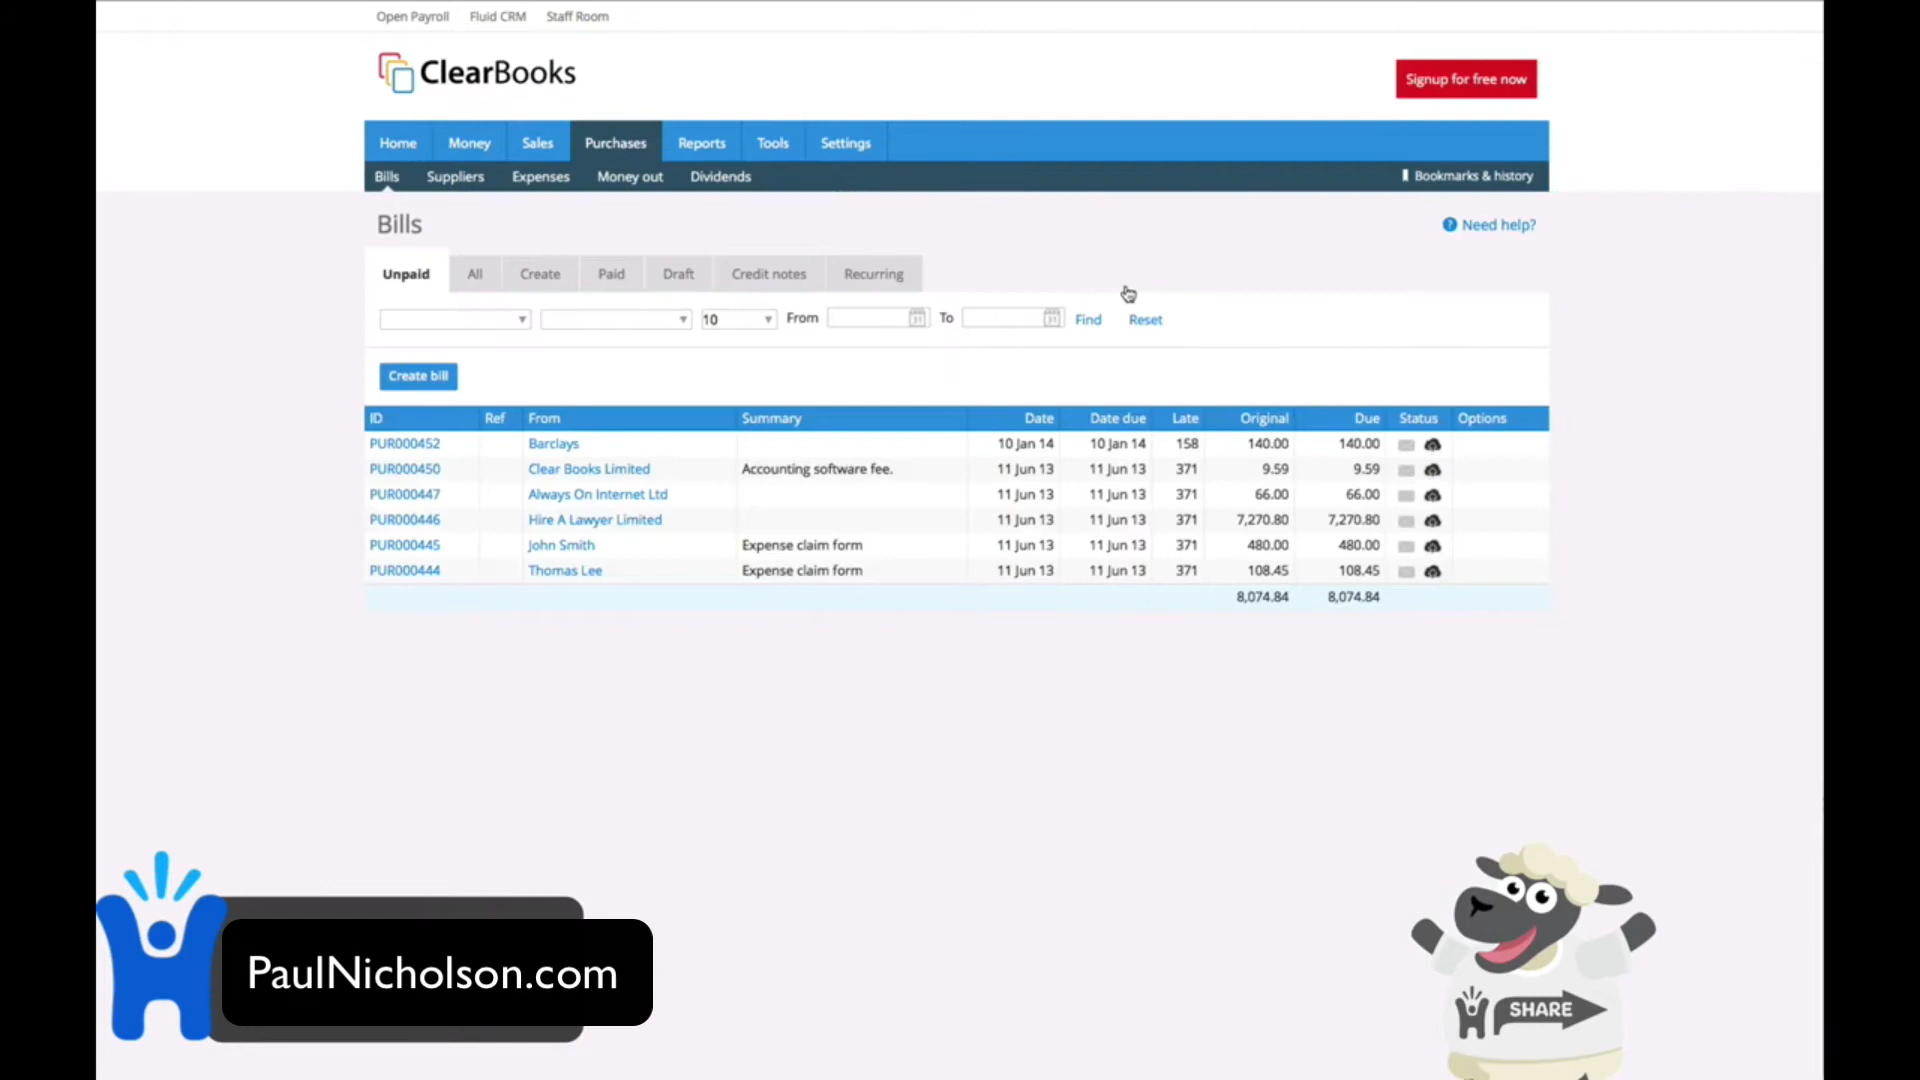 Open Payroll Fluid CRM Staff Room
ClearBooks
Signup for free now
Home Money Sales Purchases Reports Tools Settings
Bills Suppliers Expenses Money out Dividends Bookmarks & history
Bills
? Need help?
Unpaid All Create Paid Draft Credit notes Recurring
10 From 31 To 31 Find Reset
Create bill
ID Ref From Summary Date Date due Late Original Due Status Options
PUR000452 Barclays 10 Jan 14 10 Jan 14 158 140.00 140.00
PUR000450 Clear Books Limited Accounting software fee. 11 Jun 13 11 Jun 13 371 9.59 9.59
PUR000447 Always On Internet Ltd 11 Jun 13 11 Jun 13 371 66.00 66.00
PUR000446 Hire A Lawyer Limited 11 Jun 13 11 Jun 13 371 7,270.80 7,270.80
PUR000445 John Smith Expense claim form 11 Jun 13 11 Jun 13 371 480.00 480.00
PUR000444 Thomas Lee Expense claim form 11 Jun 13 11 Jun 13 371 108.45 108.45
8,074.84 8,074.84
PaulNicholson.com
SHARE